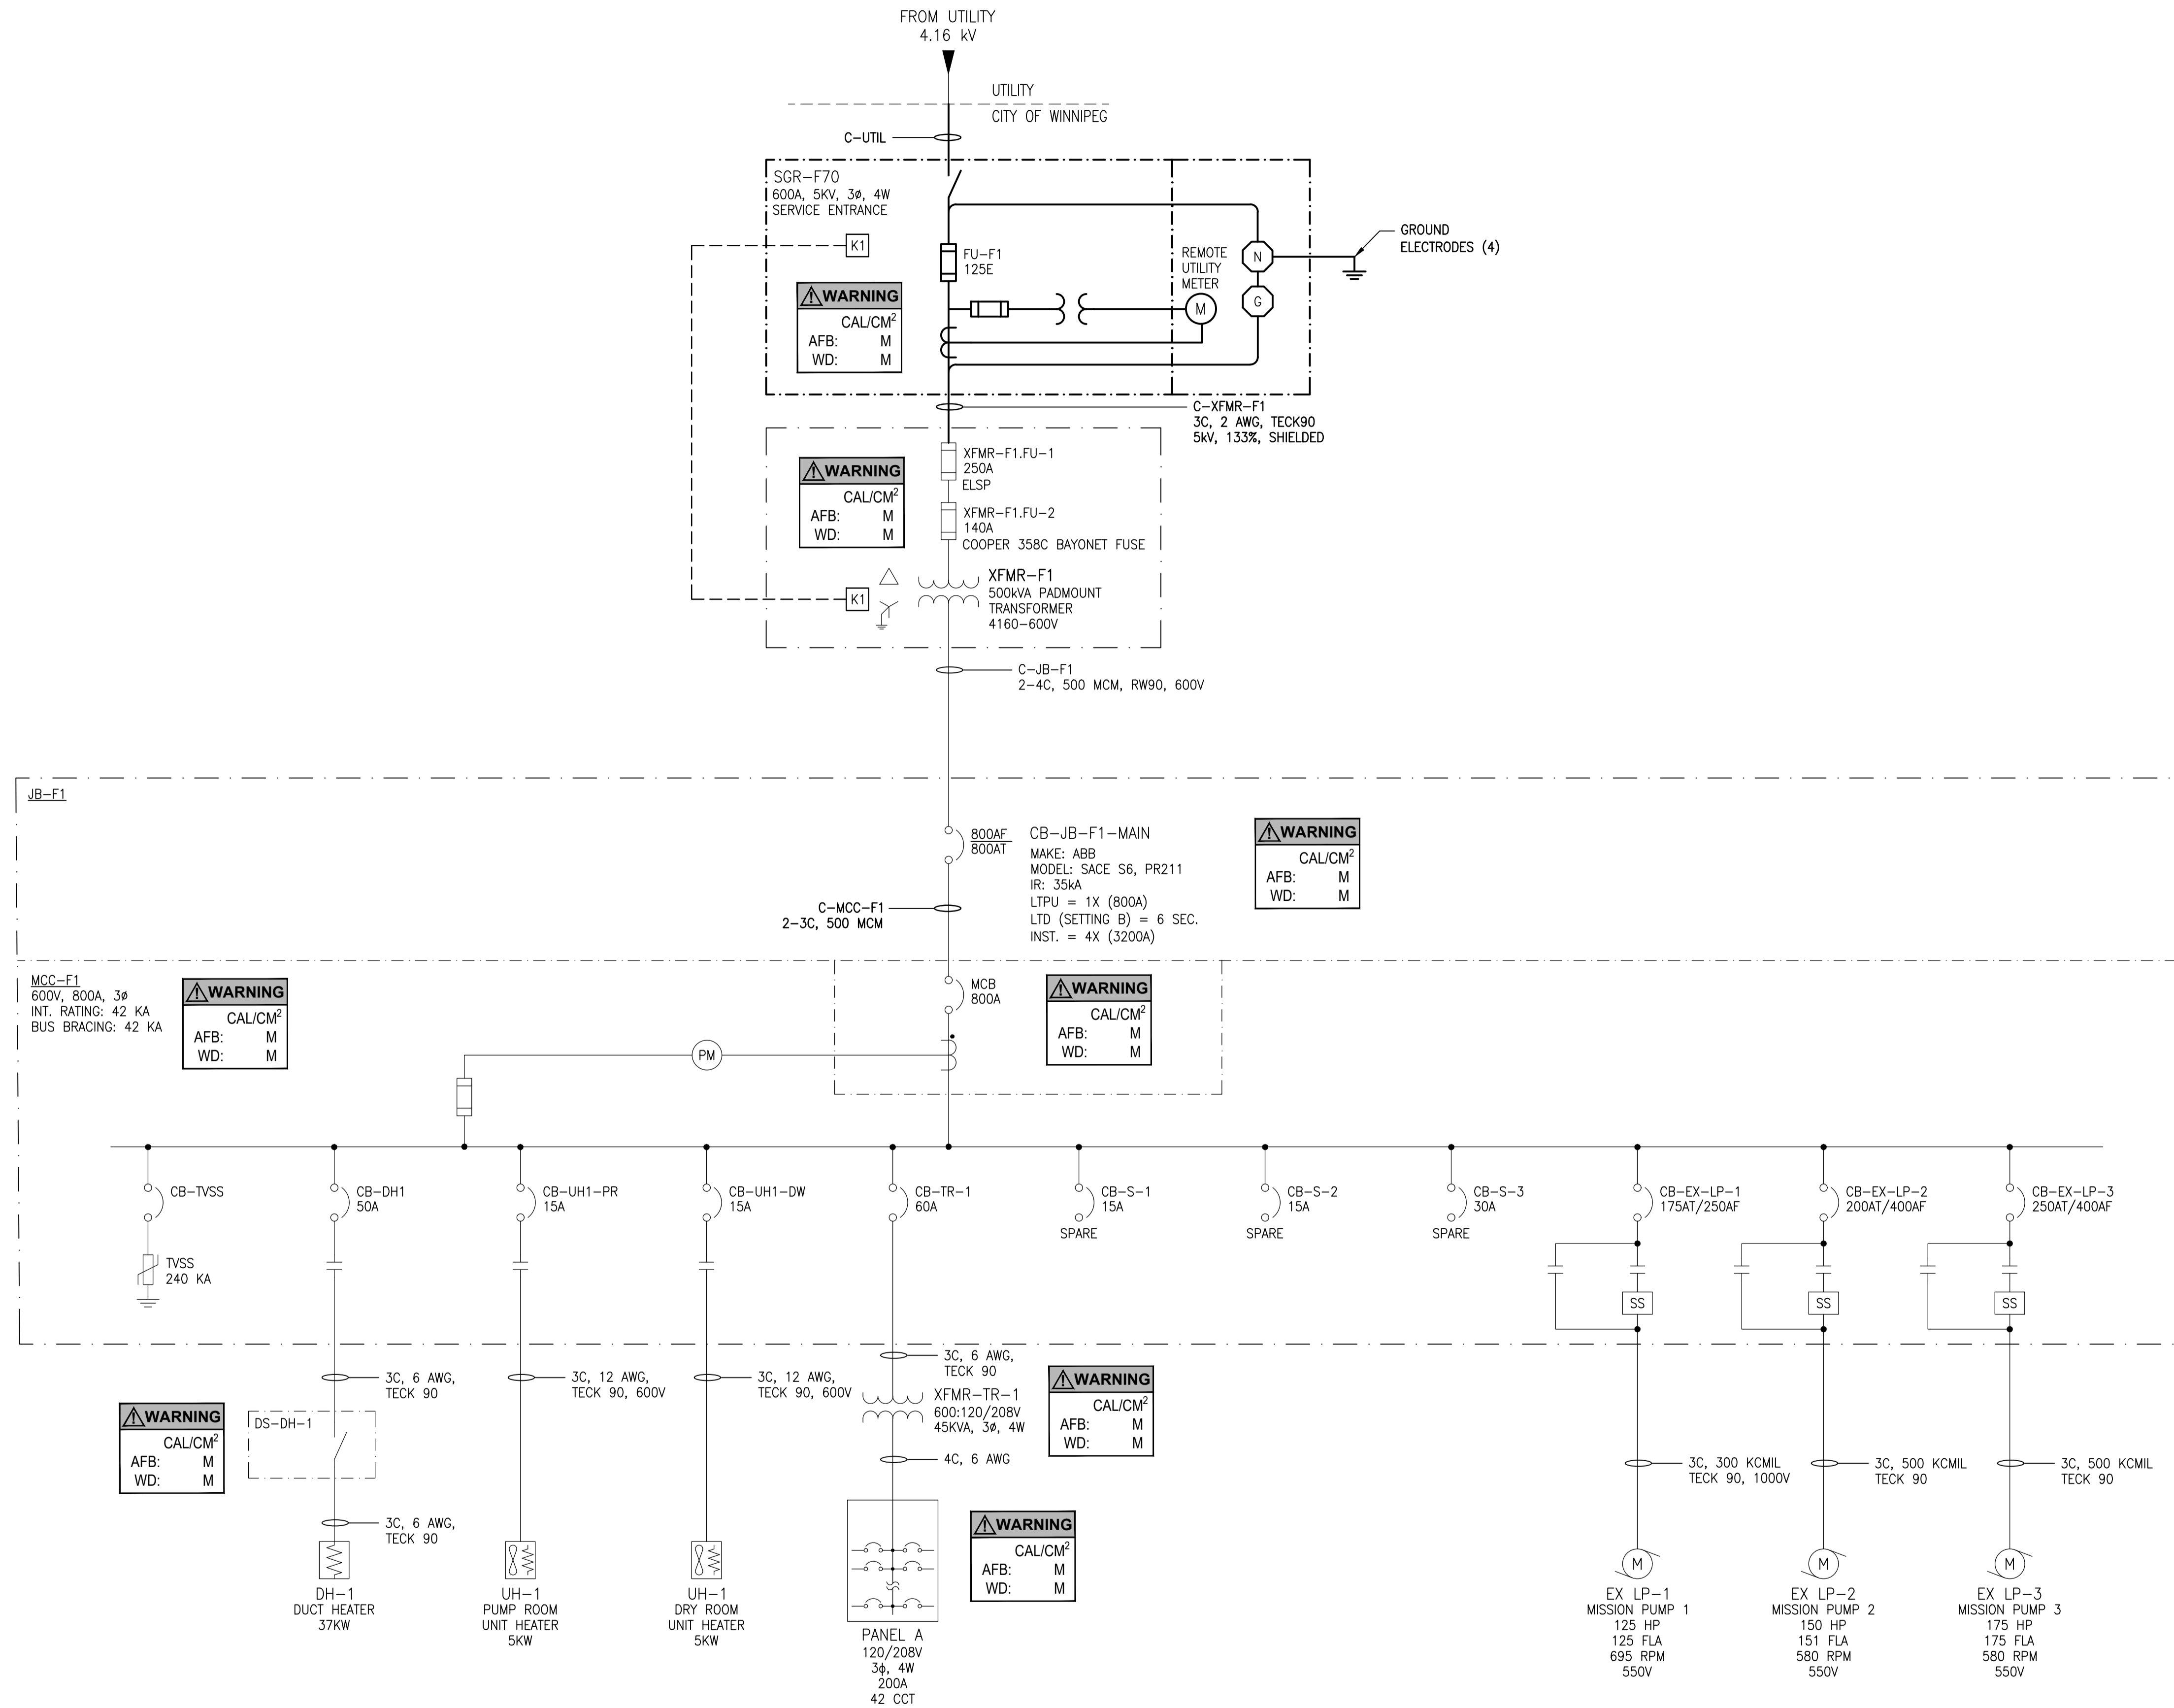 FROM UTILITY
4.16 kV
UTILITY
CITY OF WINNIPEG
C-UTIL
SGR-F70
600A, 5KV, 3ø, 4W
SERVICE ENTRANCE
K1
FU-F1
125E
REMOTE
UTILITY
METER
M
N
G
GROUND
ELECTRODES (4)
WARNING
CAL/CM²
AFB: M
WD: M
C-XFMR-F1
3C, 2 AWG, TECK90
5kV, 133%, SHIELDED
XFMR-F1.FU-1
250A
ELSP
XFMR-F1.FU-2
140A
COOPER 358C BAYONET FUSE
WARNING
CAL/CM²
AFB: M
WD: M
K1
XFMR-F1
500kVA PADMOUNT
TRANSFORMER
4160-600V
C-JB-F1
2-4C, 500 MCM, RW90, 600V
JB-F1
800AF
800AT
CB-JB-F1-MAIN
MAKE: ABB
MODEL: SACE S6, PR211
IR: 35kA
LTPU = 1X (800A)
LTD (SETTING B) = 6 SEC.
INST. = 4X (3200A)
WARNING
CAL/CM²
AFB: M
WD: M
C-MCC-F1
2-3C, 500 MCM
MCC-F1
600V, 800A, 3ø
INT. RATING: 42 KA
BUS BRACING: 42 KA
WARNING
CAL/CM²
AFB: M
WD: M
MCB
800A
WARNING
CAL/CM²
AFB: M
WD: M
PM
CB-TVSS
TVSS
240 KA
CB-DH1
50A
CB-UH1-PR
15A
CB-UH1-DW
15A
CB-TR-1
60A
CB-S-1
15A
SPARE
CB-S-2
15A
SPARE
CB-S-3
30A
SPARE
CB-EX-LP-1
175AT/250AF
CB-EX-LP-2
200AT/400AF
CB-EX-LP-3
250AT/400AF
SS
SS
SS
3C, 6 AWG,
TECK 90
3C, 12 AWG,
TECK 90, 600V
3C, 12 AWG,
TECK 90, 600V
3C, 6 AWG,
TECK 90
XFMR-TR-1
600:120/208V
45KVA, 3ø, 4W
WARNING
CAL/CM²
AFB: M
WD: M
WARNING
CAL/CM²
AFB: M
WD: M
DS-DH-1
4C, 6 AWG
3C, 300 KCMIL
TECK 90, 1000V
3C, 500 KCMIL
TECK 90
3C, 500 KCMIL
TECK 90
3C, 6 AWG,
TECK 90
WARNING
CAL/CM²
AFB: M
WD: M
DH-1
DUCT HEATER
37KW
UH-1
PUMP ROOM
UNIT HEATER
5KW
UH-1
DRY ROOM
UNIT HEATER
5KW
PANEL A
120/208V
3ϕ, 4W
200A
42 CCT
M
EX LP-1
MISSION PUMP 1
125 HP
125 FLA
695 RPM
550V
M
EX LP-2
MISSION PUMP 2
150 HP
151 FLA
580 RPM
550V
M
EX LP-3
MISSION PUMP 3
175 HP
175 FLA
580 RPM
550V